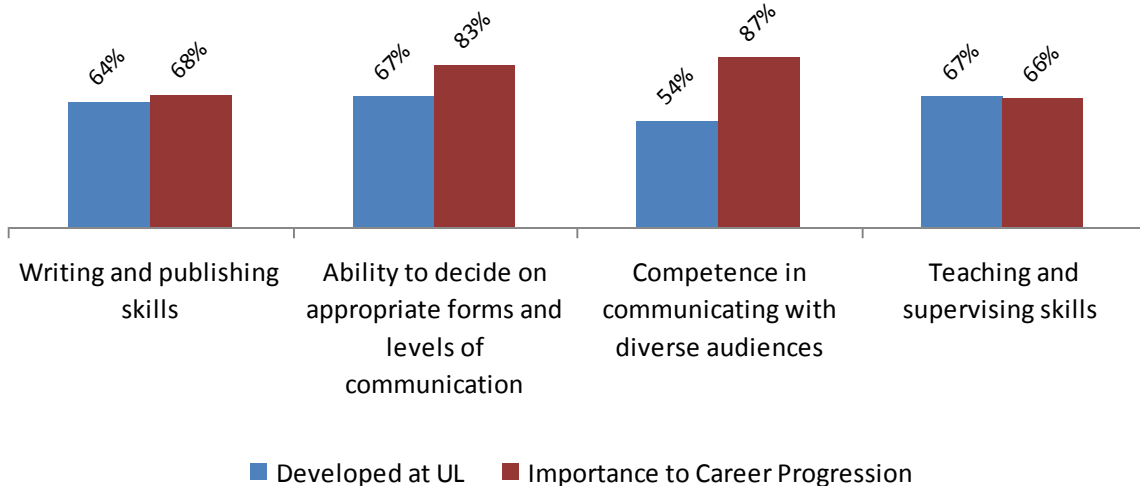 64%
68%
67%
83%
54%
87%
67%
66%
Writing and publishing
skills
Ability to decide on
appropriate forms and
levels of
communication
Competence in
communicating with
diverse audiences
Teaching and
supervising skills
Developed at UL
Importance to Career Progression